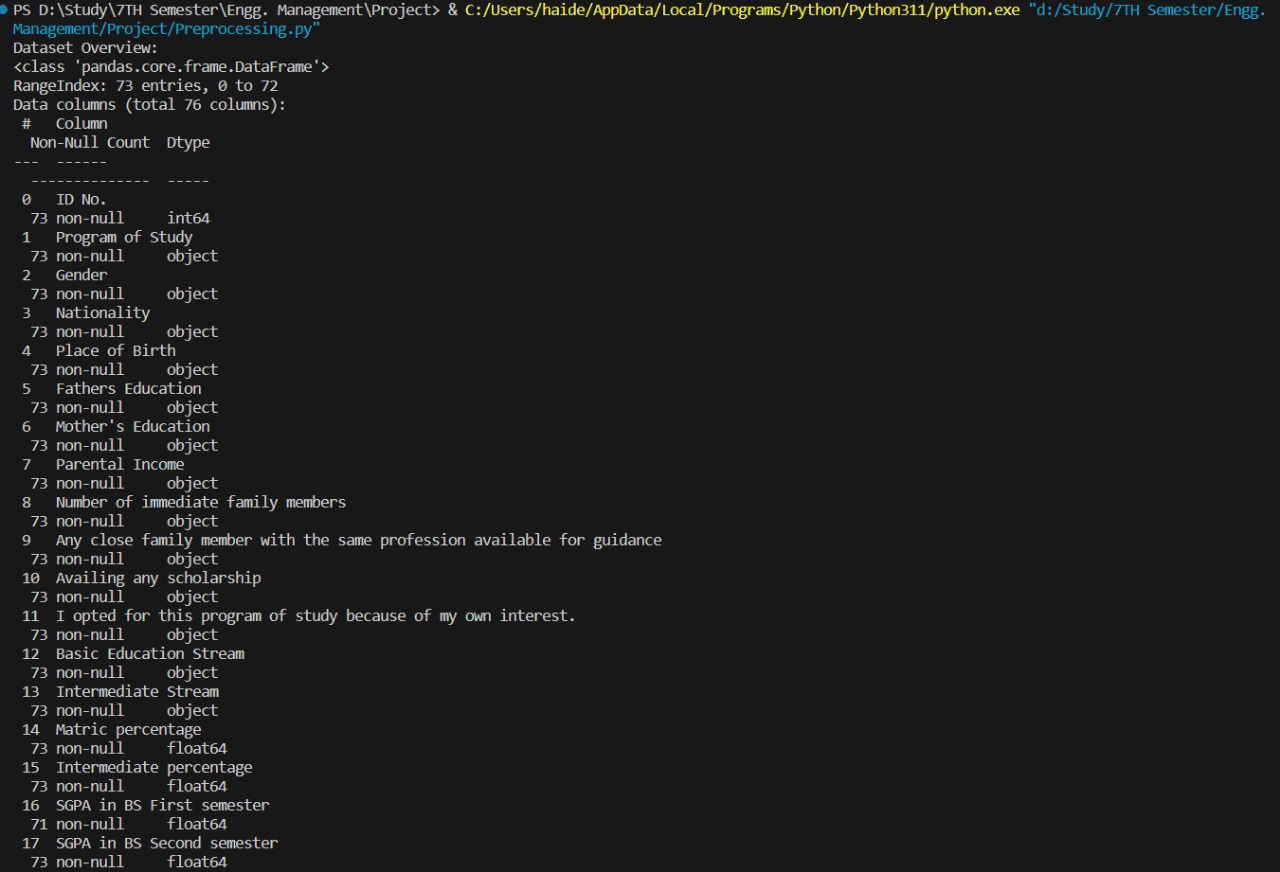 PS D:\Study\7TH Semester\Engg. Management\Project> & C:/Users/haide/AppData/Local/Programs/Python/Python311/python.exe "d:/Study/7TH Semester/Engg.
Management/Project/Preprocessing.py"
Dataset Overview:
<class 'pandas.core.frame.DataFrame'>
RangeIndex: 73 entries, 0 to 72
Data columns (total 76 columns):
 #   Column
  Non-Null Count  Dtype
---  ------
  --------------  -----
 0   ID No.
  73 non-null     int64
 1   Program of Study
  73 non-null     object
 2   Gender
  73 non-null     object
 3   Nationality
  73 non-null     object
 4   Place of Birth
  73 non-null     object
 5   Fathers Education
  73 non-null     object
 6   Mother's Education
  73 non-null     object
 7   Parental Income
  73 non-null     object
 8   Number of immediate family members
  73 non-null     object
 9   Any close family member with the same profession available for guidance
  73 non-null     object
 10  Availing any scholarship
  73 non-null     object
 11  I opted for this program of study because of my own interest.
  73 non-null     object
 12  Basic Education Stream
  73 non-null     object
 13  Intermediate Stream
  73 non-null     object
 14  Matric percentage
  73 non-null     float64
 15  Intermediate percentage
  73 non-null     float64
 16  SGPA in BS First semester
  71 non-null     float64
 17  SGPA in BS Second semester
  73 non-null     float64